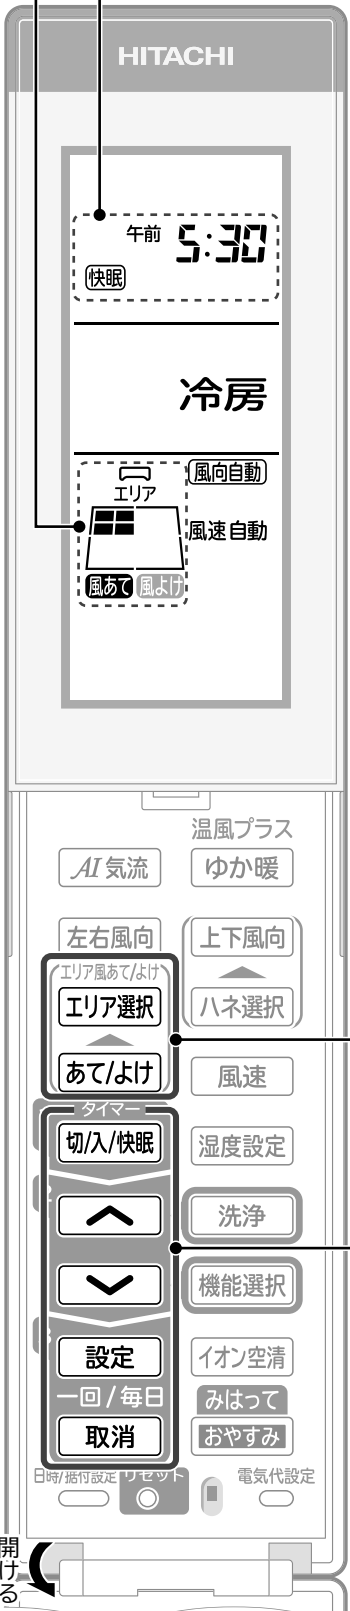 HITACHI
午前 5:30
快眠
冷房
エリア
風向自動
風速自動
風あて 風よけ
温風プラス
AI 気流
ゆか暖
左右風向
上下風向
エリア風あて/よけ
エリア選択
ハネ選択
あて/よけ
風速
タイマー
切/入/快眠
湿度設定
洗浄
機能選択
設定
イオン空清
一回/毎日
みはって
取消
おやすみ
日時/据付設定
リセット
電気代設定
開ける